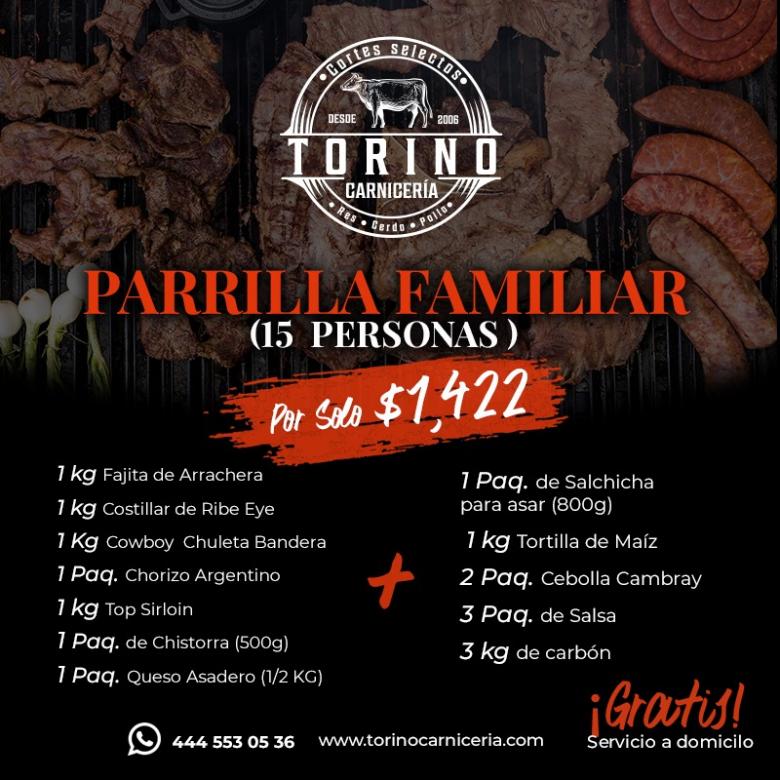 Cortes Selectos
DESDE 2006
TORINO
CARNICERÍA
Res • Cerdo • Pollo
PARRILLA FAMILIAR
(15 PERSONAS )
Por Solo $1,422
1 kg Fajita de Arrachera
1 kg Costillar de Ribe Eye
1 Kg Cowboy Chuleta Bandera
1 Paq. Chorizo Argentino
1 kg Top Sirloin
1 Paq. de Chistorra (500g)
1 Paq. Queso Asadero (1/2 KG)
+
1 Paq. de Salchicha
para asar (800g)
1 kg Tortilla de Maíz
2 Paq. Cebolla Cambray
3 Paq. de Salsa
3 kg de carbón
¡Gratis!
Servicio a domicilo
444 553 05 36 www.torinocarniceria.com